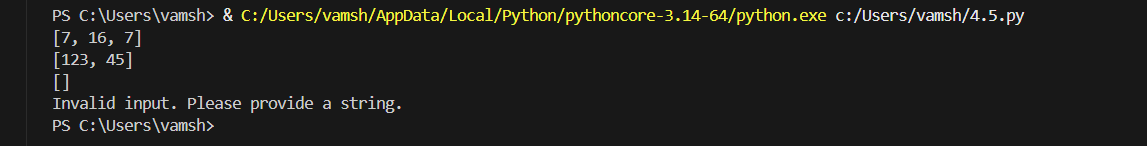 PS C:\Users\vamsh> & C:/Users/vamsh/AppData/Local/Python/pythoncore-3.14-64/python.exe c:/Users/vamsh/4.5.py
[7, 16, 7]
[123, 45]
[]
Invalid input. Please provide a string.
PS C:\Users\vamsh>